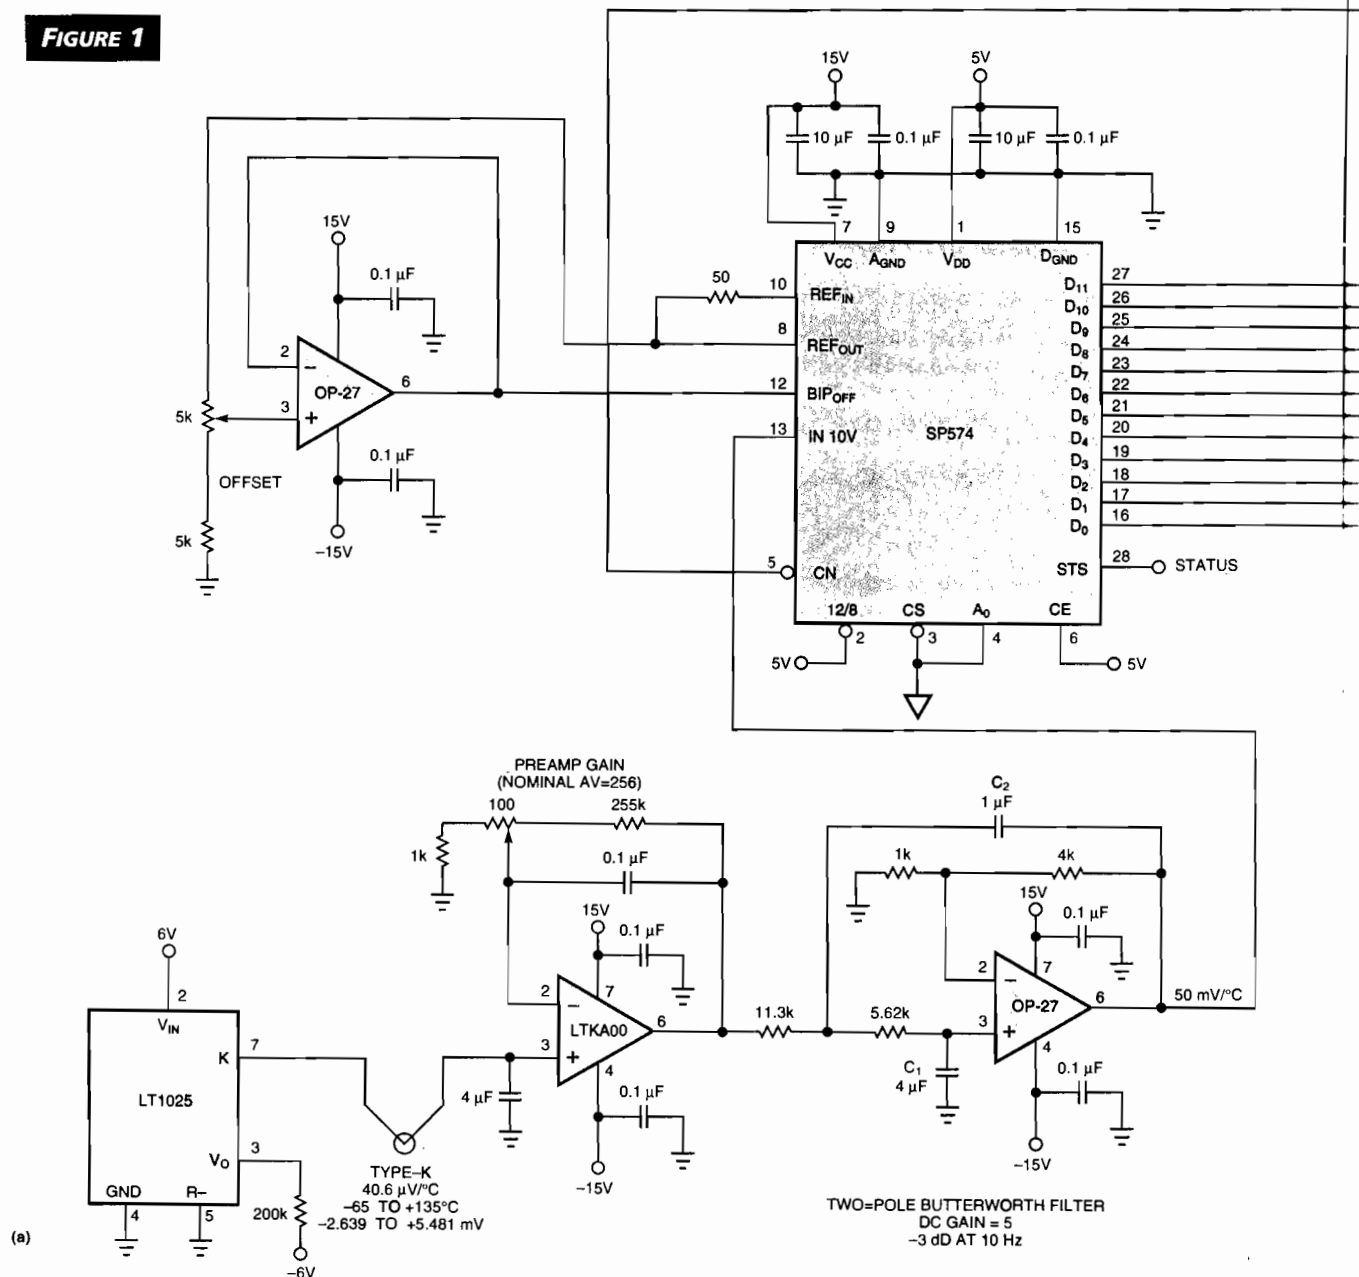 FIGURE 1
15V
5V
10 µF
0.1 µF
10 µF
0.1 µF
7
9
1
15
VCC
AGND
VDD
DGND
15V
0.1 µF
2
−
OP-27
6
3
+
5k
OFFSET
0.1 µF
−15V
5k
50
10
REFIN
8
REFOUT
12
BIPOFF
13
IN 10V
SP574
5
CN
D11
27
D10
26
D9
25
D8
24
D7
23
D6
22
D5
21
D4
20
D3
19
D2
18
D1
17
D0
16
STS
28
STATUS
12/8
CS
A0
CE
2
3
4
6
5V
5V
PREAMP GAIN
(NOMINAL AV=256)
100
255k
1k
0.1 µF
15V
0.1 µF
2
−
7
LTKA00
6
3
+
4
4 µF
0.1 µF
−15V
C2
1 µF
1k
4k
15V
0.1 µF
11.3k
5.62k
2
−
7
OP-27
6
50 mV/°C
3
+
4
C1
4 µF
0.1 µF
−15V
6V
2
VIN
K
7
LT1025
VO
3
GND
R−
4
5
200k
−6V
TYPE–K
40.6 µV/°C
−65 TO +135°C
−2.639 TO +5.481 mV
TWO=POLE BUTTERWORTH FILTER
DC GAIN = 5
−3 dD AT 10 Hz
(a)